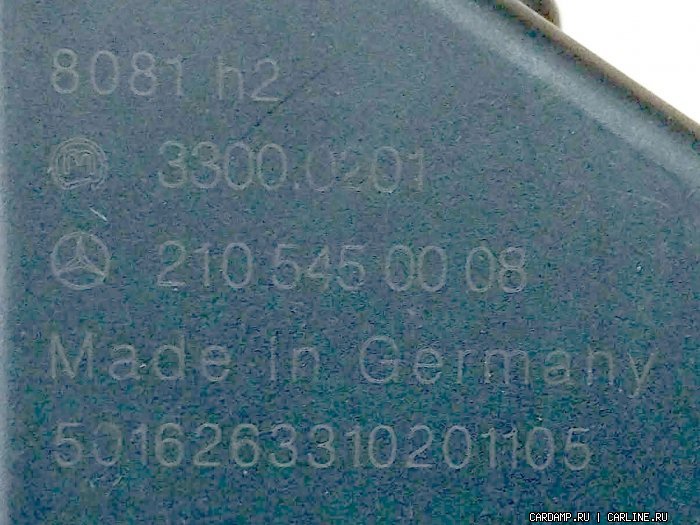 8081 h2
3300.0201
210 545 00 08
Made in Germany
5016263310201105
CARDAMP.RU | CARLINE.RU